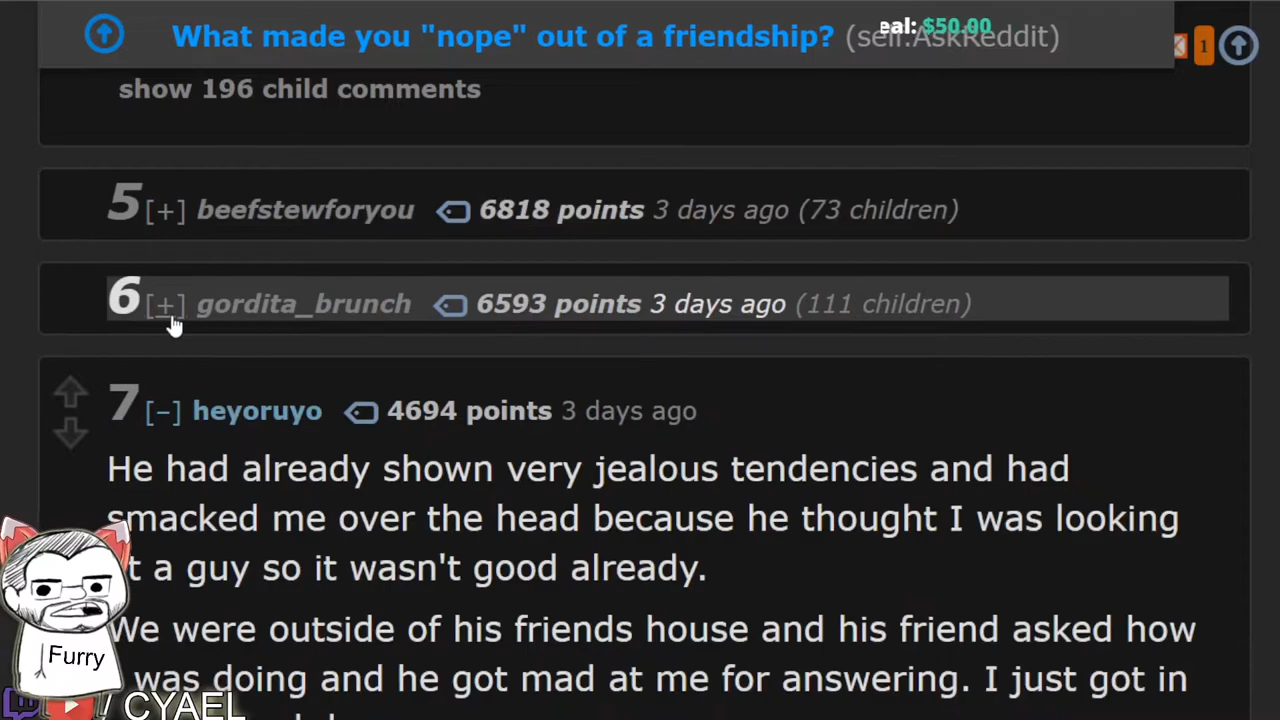 What made you "nope" out of a friendship? (self.AskReddit)
eal: $50.00
1
show 196 child comments
5 [+] beefstewforyou 6818 points 3 days ago (73 children)
6 [+] gordita_brunch 6593 points 3 days ago (111 children)
7 [–] heyoruyo 4694 points 3 days ago
He had already shown very jealous tendencies and had
smacked me over the head because he thought I was looking
t a guy so it wasn't good already.
We were outside of his friends house and his friend asked how
was doing and he got mad at me for answering. I just got in
Furry
/ CYAEL